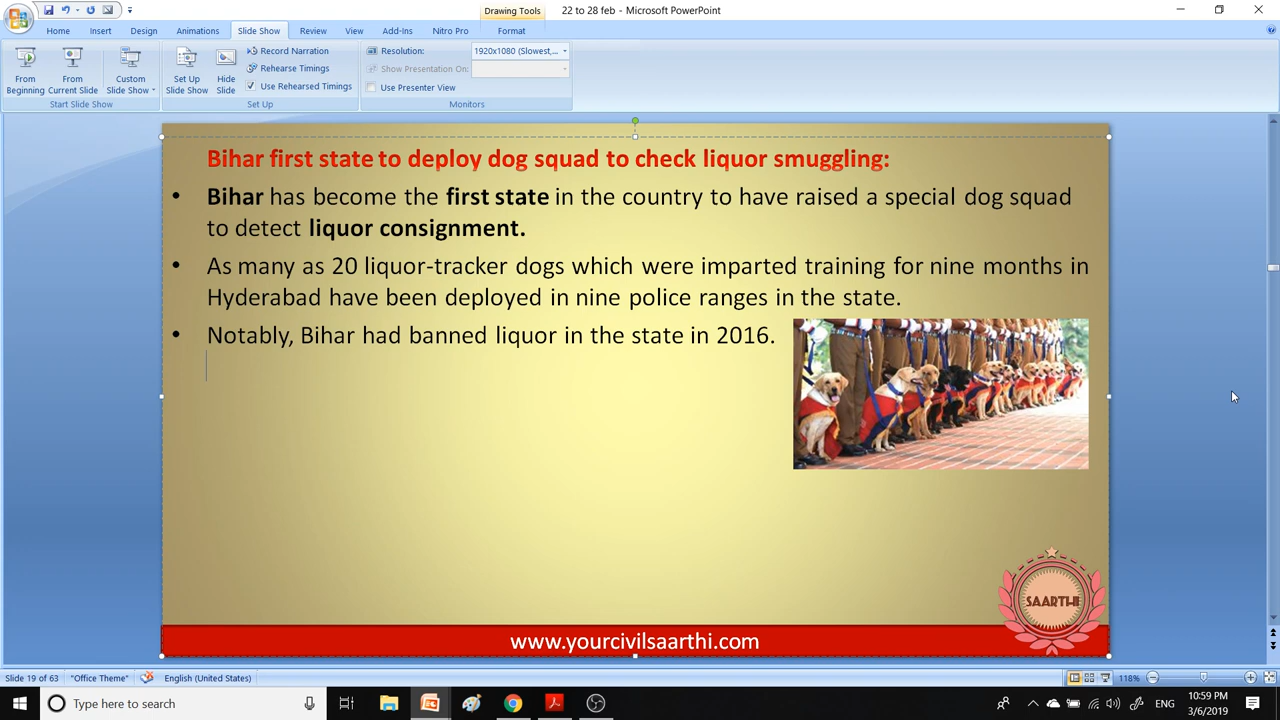 Drawing Tools
22 to 28 feb - Microsoft PowerPoint
Home Insert Design Animations Slide Show Review View Add-Ins Nitro Pro Format
From Beginning
From Current Slide
Custom Slide Show
Start Slide Show
Set Up Slide Show
Hide Slide
Record Narration
Rehearse Timings
Use Rehearsed Timings
Set Up
Resolution: 1920x1080 (Slowest,...
Show Presentation On:
Use Presenter View
Monitors
Bihar first state to deploy dog squad to check liquor smuggling:
• Bihar has become the first state in the country to have raised a special dog squad
to detect liquor consignment.
• As many as 20 liquor-tracker dogs which were imparted training for nine months in
Hyderabad have been deployed in nine police ranges in the state.
• Notably, Bihar had banned liquor in the state in 2016.
SAARTHI
www.yourcivilsaarthi.com
Slide 19 of 63 "Office Theme" English (United States) 118%
Type here to search
ENG
10:59 PM
3/6/2019